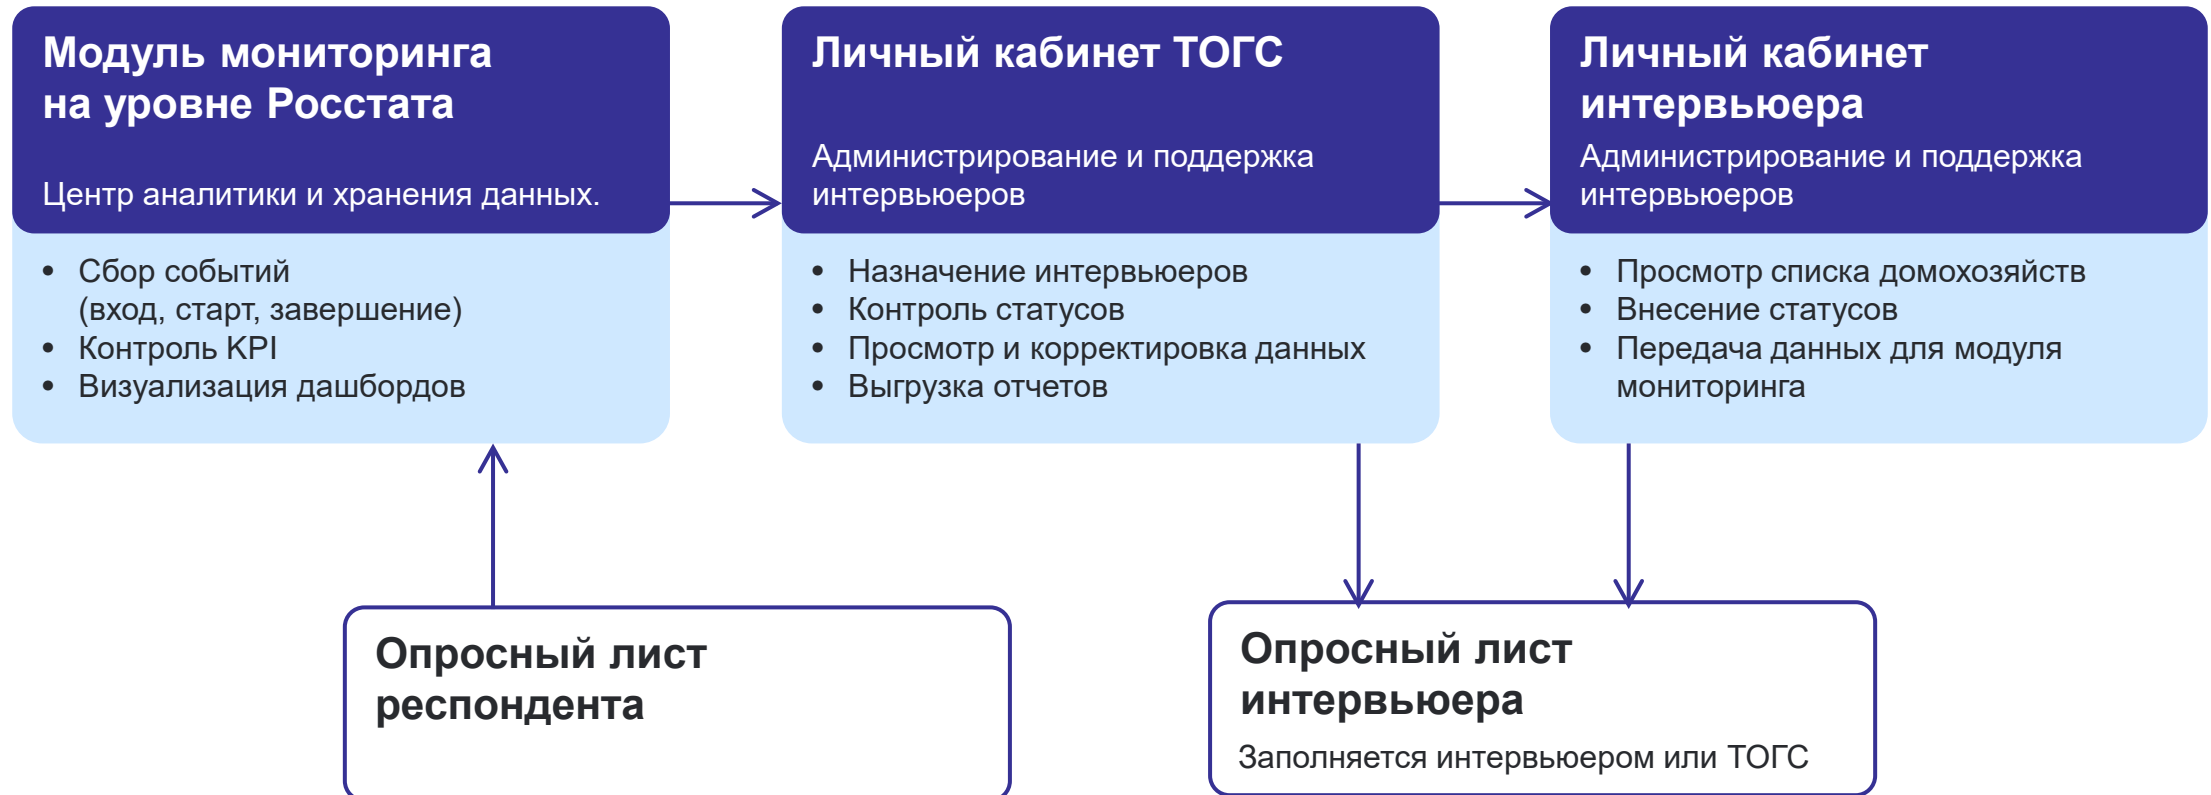 Модуль мониторинга
на уровне Росстата
Центр аналитики и хранения данных.
• Сбор событий
(вход, старт, завершение)
• Контроль KPI
• Визуализация дашбордов
Личный кабинет ТОГС
Администрирование и поддержка
интервьюеров
• Назначение интервьюеров
• Контроль статусов
• Просмотр и корректировка данных
• Выгрузка отчетов
Личный кабинет
интервьюера
Администрирование и поддержка
интервьюеров
• Просмотр списка домохозяйств
• Внесение статусов
• Передача данных для модуля
мониторинга
Опросный лист
респондента
Опросный лист
интервьюера
Заполняется интервьюером или ТОГС